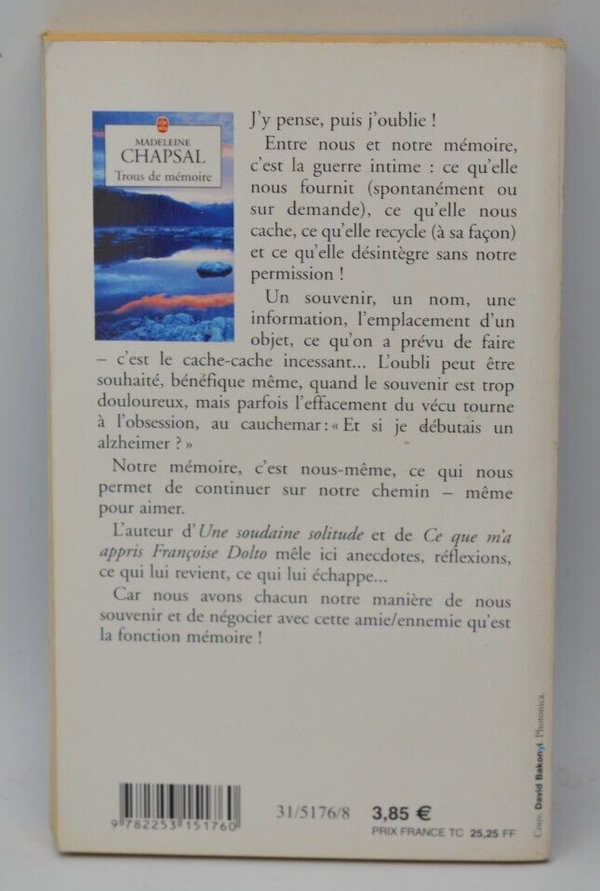 MADELEINE
CHAPSAL
Trous de mémoire
J'y pense, puis j'oublie !
Entre nous et notre mémoire,
c'est la guerre intime : ce qu'elle
nous fournit (spontanément ou
sur demande), ce qu'elle nous
cache, ce qu'elle recycle (à sa façon)
et ce qu'elle désintègre sans notre
permission !
Un souvenir, un nom, une
information, l'emplacement d'un
objet, ce qu'on a prévu de faire
– c'est le cache-cache incessant... L'oubli peut être
souhaité, bénéfique même, quand le souvenir est trop
douloureux, mais parfois l'effacement du vécu tourne
à l'obsession, au cauchemar : « Et si je débutais un
alzheimer ? »
Notre mémoire, c'est nous-même, ce qui nous
permet de continuer sur notre chemin – même
pour aimer.
L'auteur d'Une soudaine solitude et de Ce que m'a
appris Françoise Dolto mêle ici anecdotes, réflexions,
ce qui lui revient, ce qui lui échappe...
Car nous avons chacun notre manière de nous
souvenir et de négocier avec cette amie/ennemie qu'est
la fonction mémoire !
Couv. David Bakonyi. Photonica.
9 782253 151760
31/5176/8
3,85 €
PRIX FRANCE TC 25,25 FF